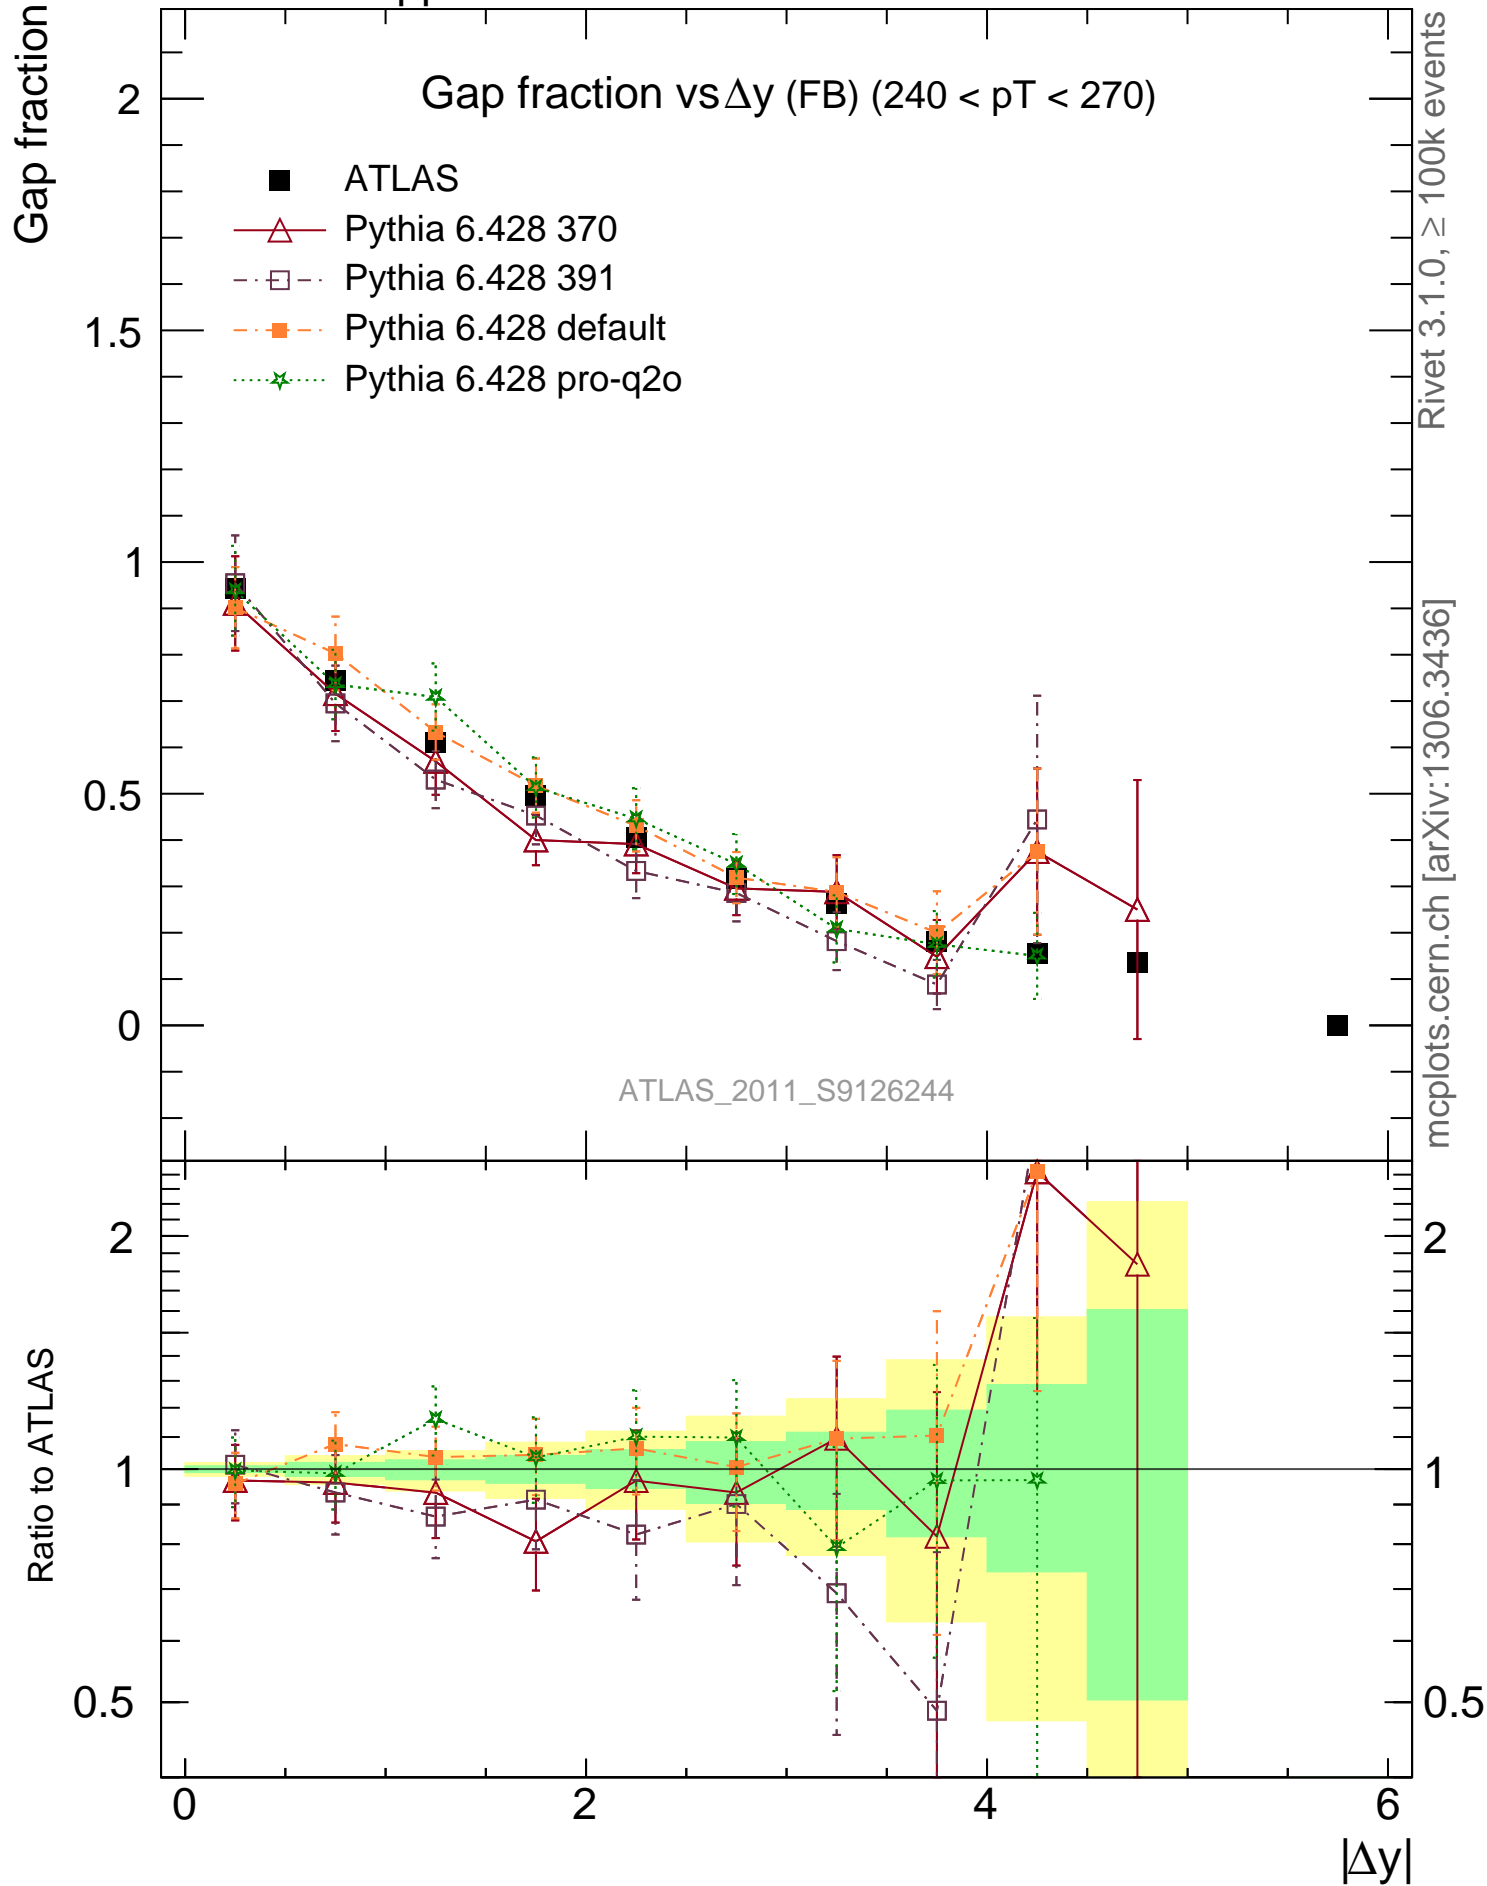 Gap fraction
Gap fraction vs Δy (FB) (240 < pT < 270)
ATLAS
Pythia 6.428 370
Pythia 6.428 391
Pythia 6.428 default
Pythia 6.428 pro-q2o
2
1.5
1
0.5
0
ATLAS_2011_S9126244
Rivet 3.1.0, ≥ 100k events
mcplots.cern.ch [arXiv:1306.3436]
Ratio to ATLAS
2
1
0.5
2
1
0.5
0
2
4
6
|Δy|